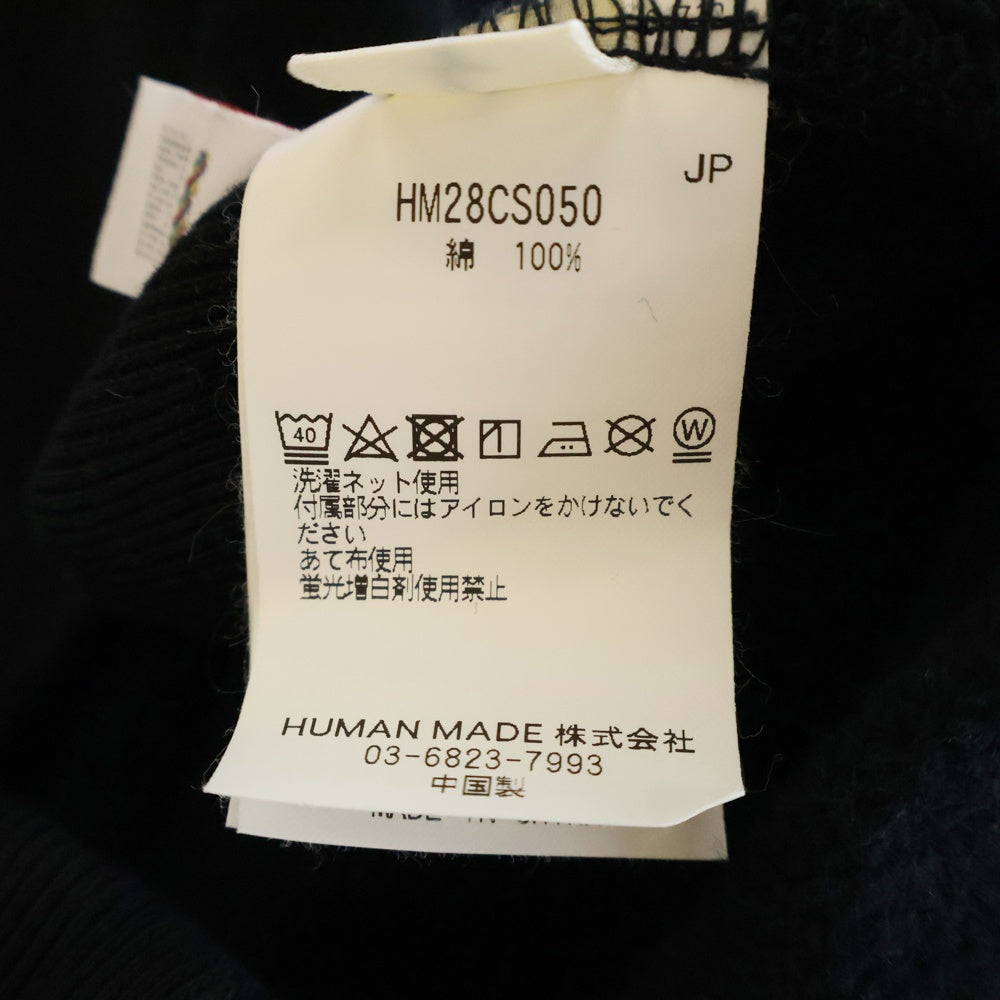 JP
HM28CS050
綿 100%
40
W
洗濯ネット使用
付属部分にはアイロンをかけないでく
ださい
あて布使用
蛍光増白剤使用禁止
HUMAN MADE 株式会社
03-6823-7993
中国製
MADE IN